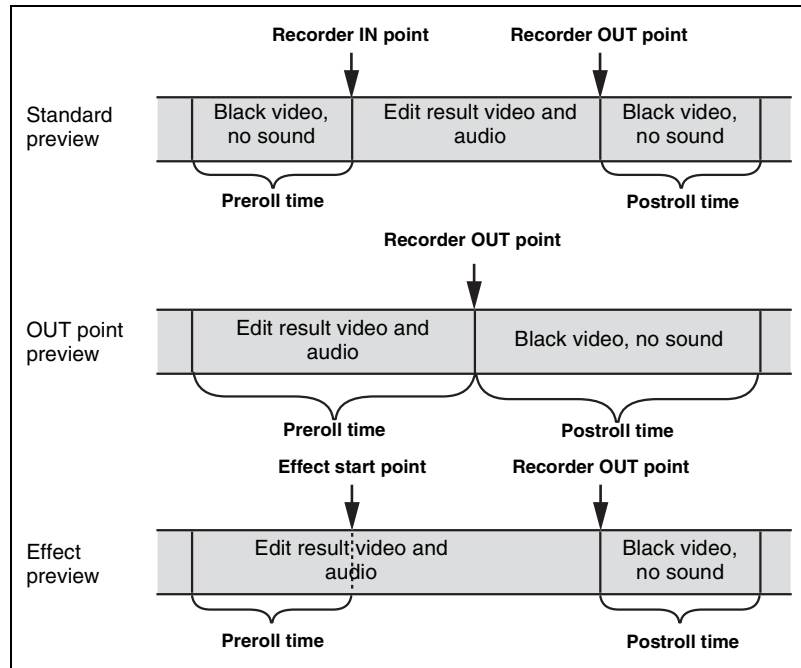 Recorder IN point
Recorder OUT point
Standard
preview
Black video,
no sound
Edit result video and
audio
Black video,
no sound
Preroll time
Postroll time
Recorder OUT point
OUT point
preview
Edit result video and
audio
Black video, no sound
Preroll time
Postroll time
Effect start point
Recorder OUT point
Effect
preview
Edit result video and
audio
Black video,
no sound
Preroll time
Postroll time